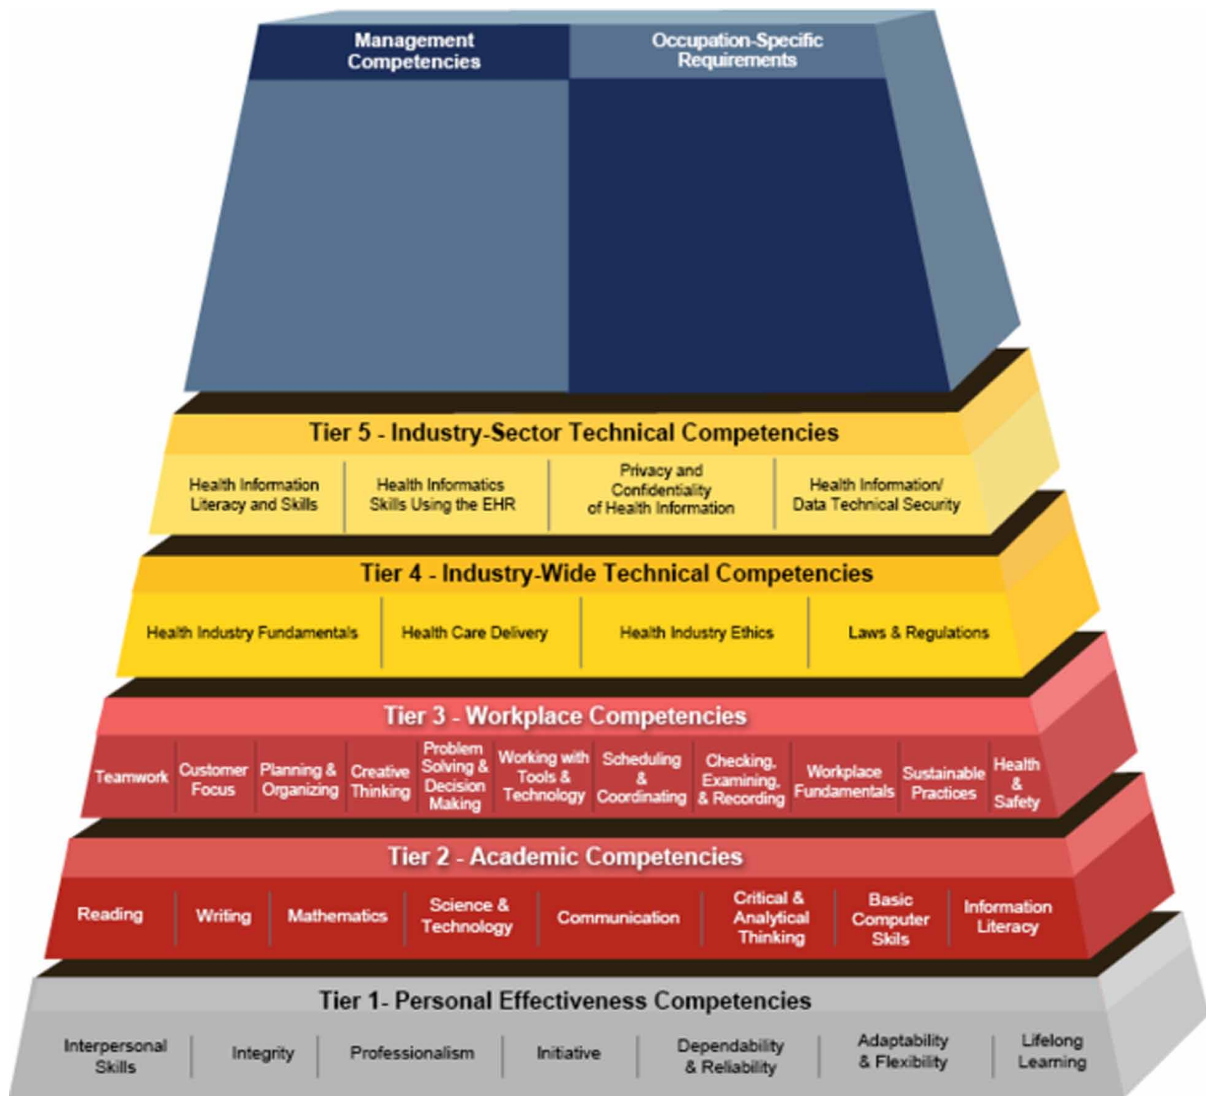 Management
Competencies
Occupation-Specific
Requirements
Tier 5 - Industry-Sector Technical Competencies
Health Information
Literacy and Skills
Health Informatics
Skills Using the EHR
Privacy and
Confidentiality
of Health Information
Health Information/
Data Technical Security
Tier 4 - Industry-Wide Technical Competencies
Health Industry Fundamentals
Health Care Delivery
Health Industry Ethics
Laws & Regulations
Tier 3 - Workplace Competencies
Teamwork
Customer
Focus
Planning &
Organizing
Creative
Thinking
Problem
Solving &
Decision
Making
Working with
Tools &
Technology
Scheduling
&
Coordinating
Checking,
Examining,
& Recording
Workplace
Fundamentals
Sustainable
Practices
Health
&
Safety
Tier 2 - Academic Competencies
Reading
Writing
Mathematics
Science &
Technology
Communication
Critical &
Analytical
Thinking
Basic
Computer
Skils
Information
Literacy
Tier 1- Personal Effectiveness Competencies
Interpersonal
Skills
Integrity
Professionalism
Initiative
Dependability
& Reliability
Adaptability
& Flexibility
Lifelong
Learning